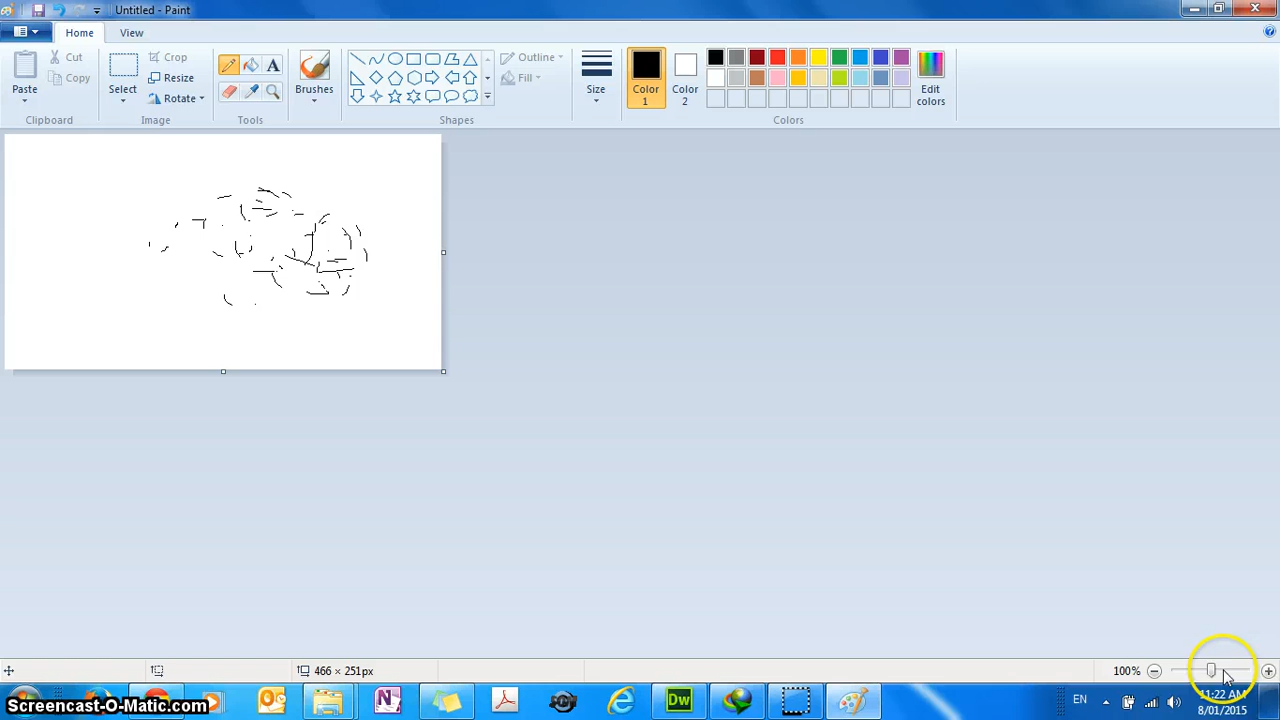 Untitled - Paint
Home View
Paste
Cut
Copy
Clipboard
Select
Crop
Resize
Rotate
Image
A
Tools
Brushes
Outline
Fill
Shapes
Size
Color 1
Color 2
Edit colors
Colors
466 × 251px
100%
EN
11:22 AM
8/01/2015
Dw
Screencast-O-Matic.com